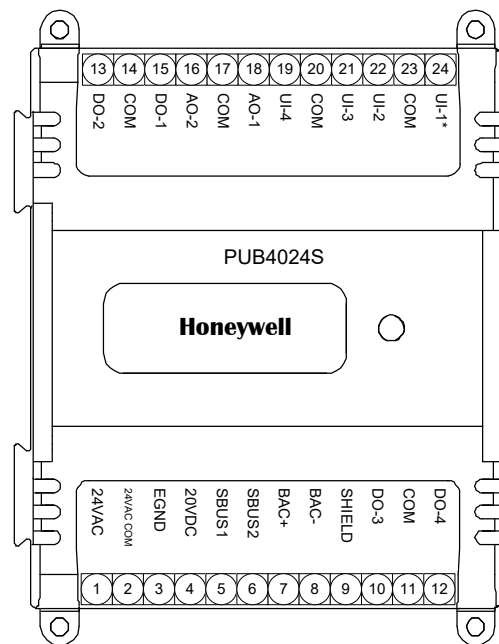 13 14 15 16 17 18 19 20 21 22 23 24
DO-2 COM DO-1 AO-2 COM AO-1 UI-4 COM UI-3 UI-2 COM UI-1*
PUB4024S
Honeywell
24VAC 24VAC COM EGND 20VDC SBUS1 SBUS2 BAC+ BAC- SHIELD DO-3 COM DO-4
1 2 3 4 5 6 7 8 9 10 11 12